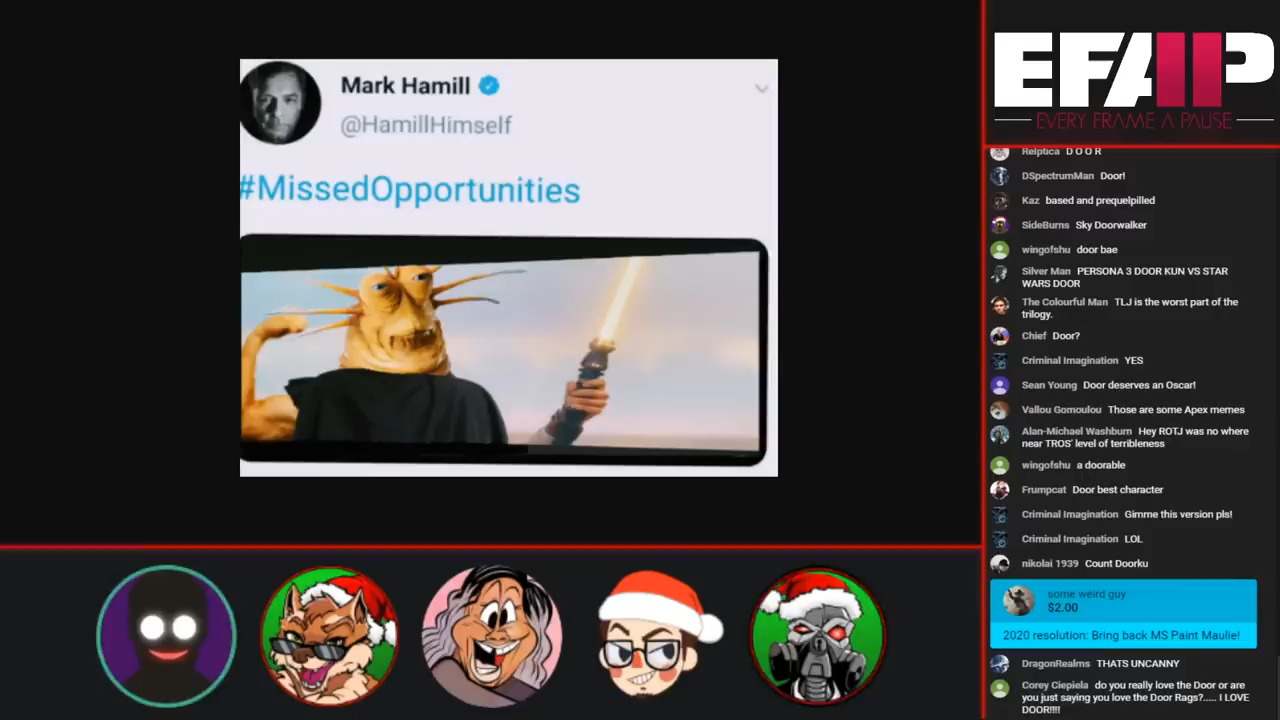 Mark Hamill
@HamillHimself
#MissedOpportunities
EFAP
EVERY FRAME A PAUSE
Relptica D O O R
DSpectrumMan Door!
Kaz based and prequelpilled
SideBurns Sky Doorwalker
wingofshu door bae
Silver Man PERSONA 3 DOOR KUN VS STAR
WARS DOOR
The Colourful Man TLJ is the worst part of the
trilogy.
Chief Door?
Criminal Imagination YES
Sean Young Door deserves an Oscar!
Vallou Gomoulou Those are some Apex memes
Alan-Michael Washburn Hey ROTJ was no where
near TROS' level of terribleness
wingofshu a doorable
Frumpcat Door best character
Criminal Imagination Gimme this version pls!
Criminal Imagination LOL
nikolai 1939 Count Doorku
some weird guy
$2.00
2020 resolution: Bring back MS Paint Maulie!
DragonRealms THATS UNCANNY
Corey Ciepiela do you really love the Door or are
you just saying you love the Door Rags?..... I LOVE
DOOR!!!!